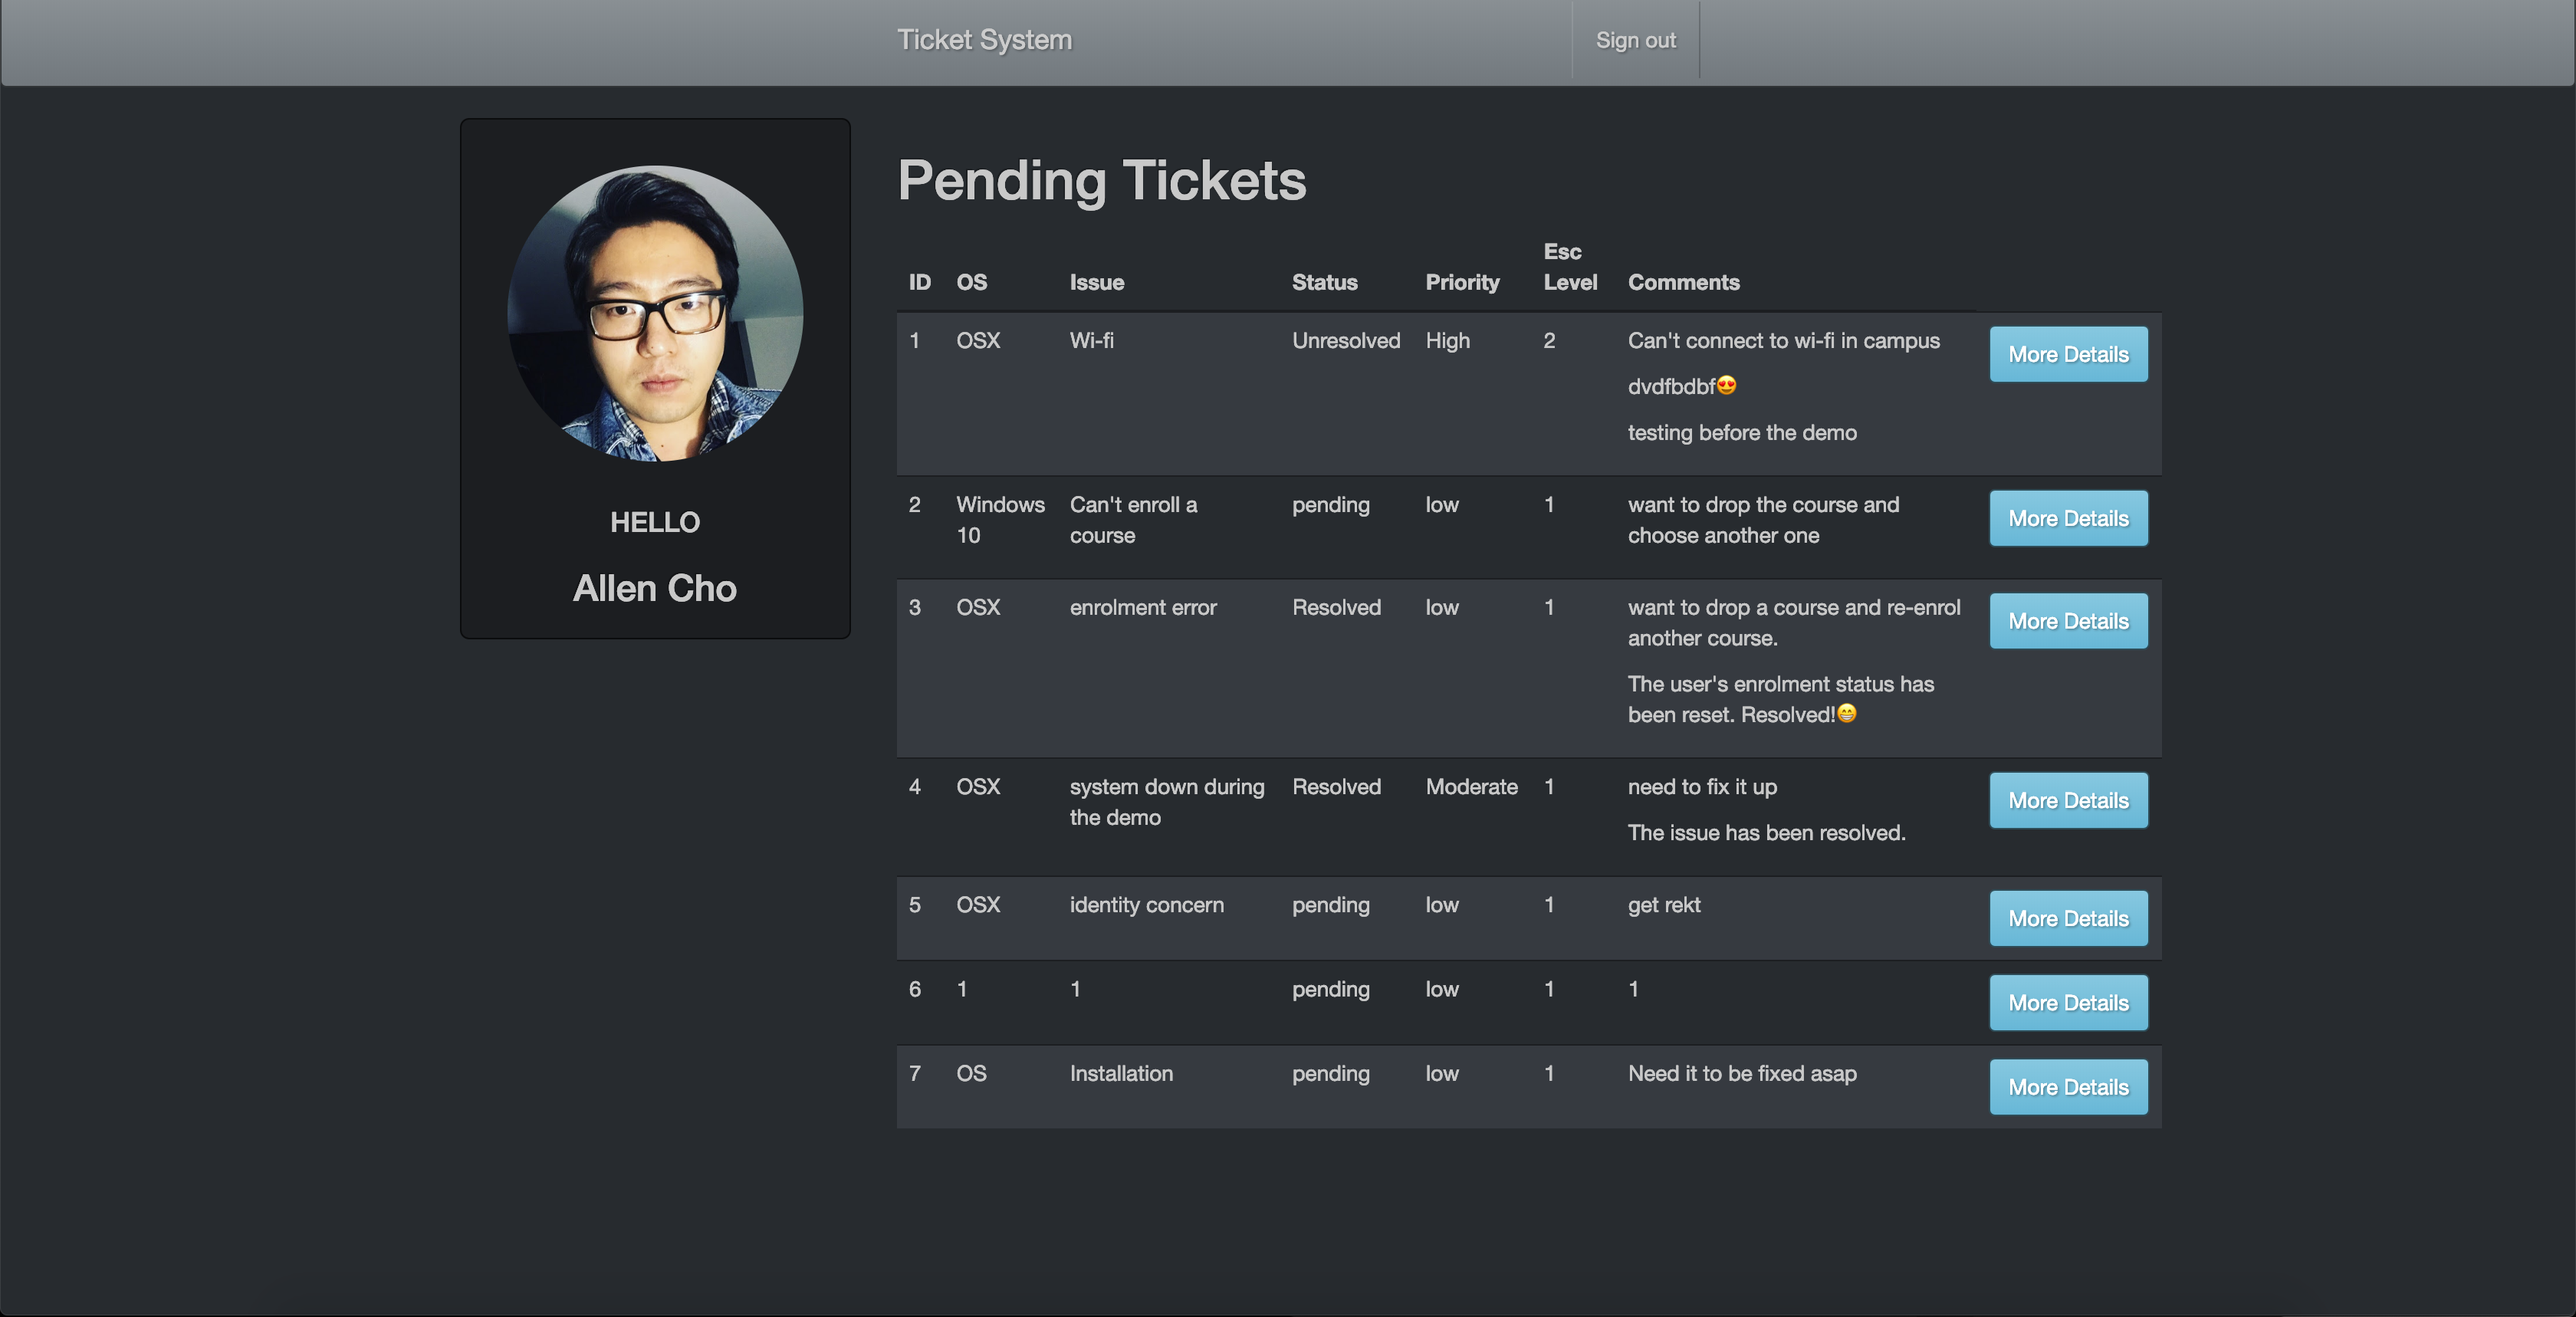 Ticket System
Sign out
HELLO
Allen Cho
Pending Tickets
ID OS Issue Status Priority Esc Level Comments
1 OSX Wi-fi Unresolved High 2 Can't connect to wi-fi in campus More Details
dvdfbdbf😍
testing before the demo
2 Windows 10 Can't enroll a course pending low 1 want to drop the course and choose another one More Details
3 OSX enrolment error Resolved low 1 want to drop a course and re-enrol another course. More Details
The user's enrolment status has been reset. Resolved!😁
4 OSX system down during the demo Resolved Moderate 1 need to fix it up More Details
The issue has been resolved.
5 OSX identity concern pending low 1 get rekt More Details
6 1 1 pending low 1 1 More Details
7 OS Installation pending low 1 Need it to be fixed asap More Details